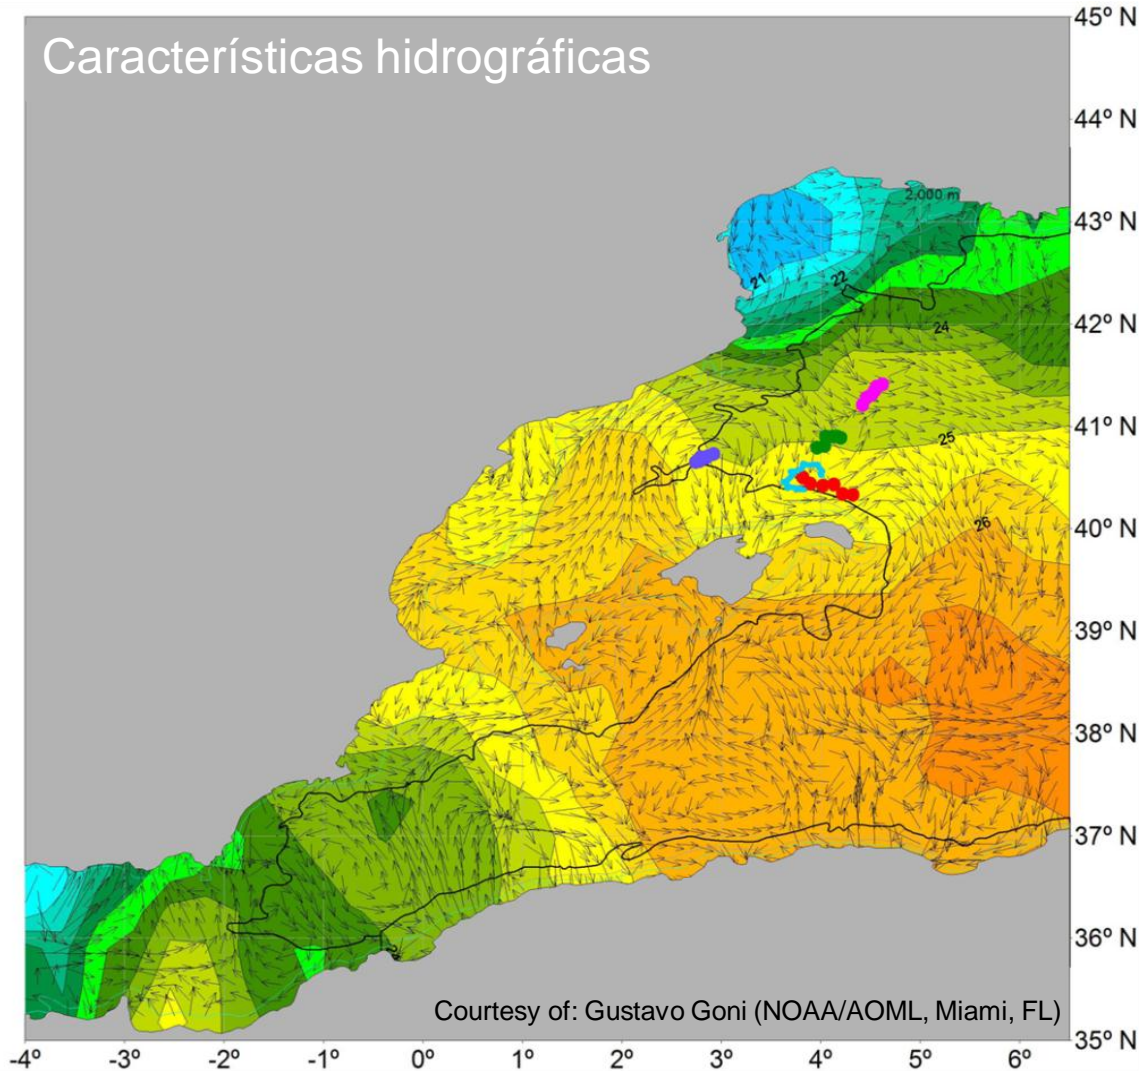 45º N
Características hidrográficas
44º N
2,000 m
43º N
21
22
42º N
24
41º N
25
40º N
26
39º N
38º N
37º N
36º N
Courtesy of: Gustavo Goni (NOAA/AOML, Miami, FL)
35º N
-4º -3º -2º -1º 0º 1º 2º 3º 4º 5º 6º